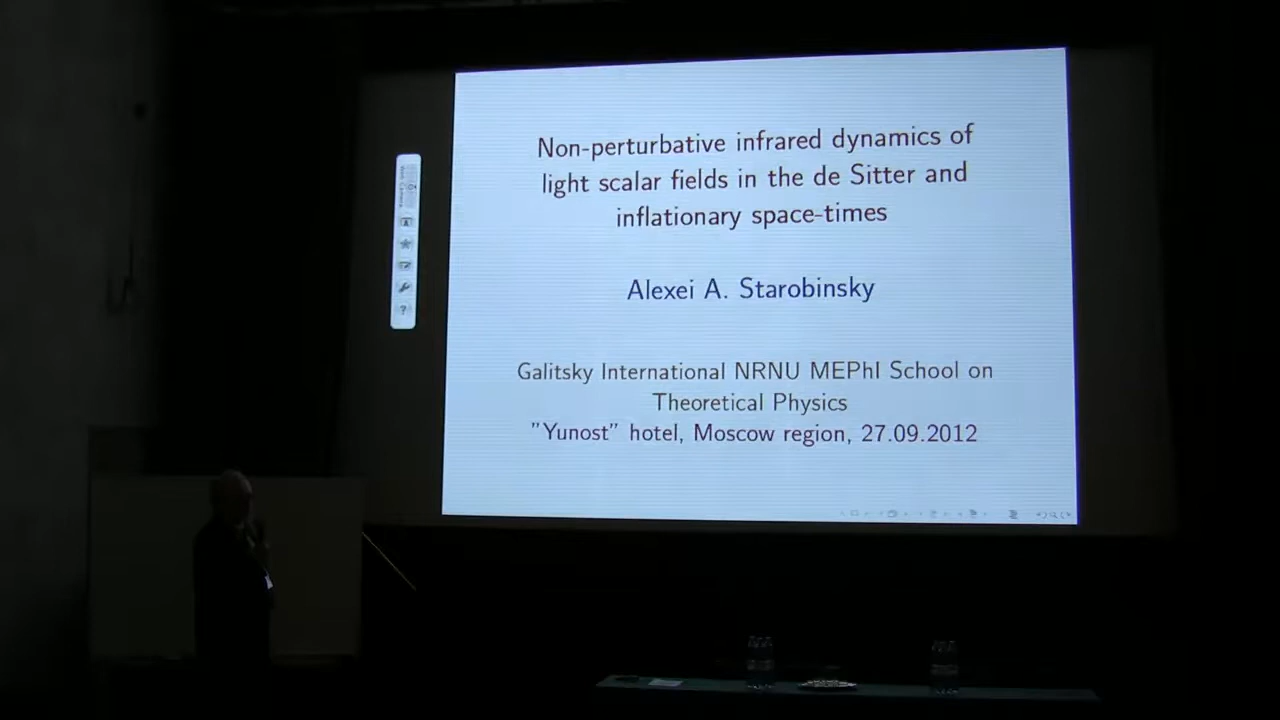 Non-perturbative infrared dynamics of
light scalar fields in the de Sitter and
inflationary space-times
Alexei A. Starobinsky
Galitsky International NRNU MEPhI School on
Theoretical Physics
"Yunost" hotel, Moscow region, 27.09.2012
?